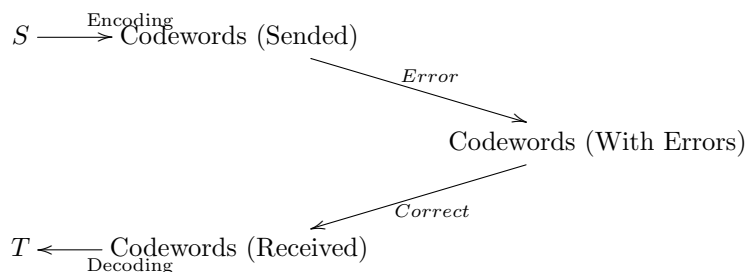 Encoding
S Codewords (Sended)
Error
Codewords (With Errors)
Correct
T Codewords (Received)
Decoding